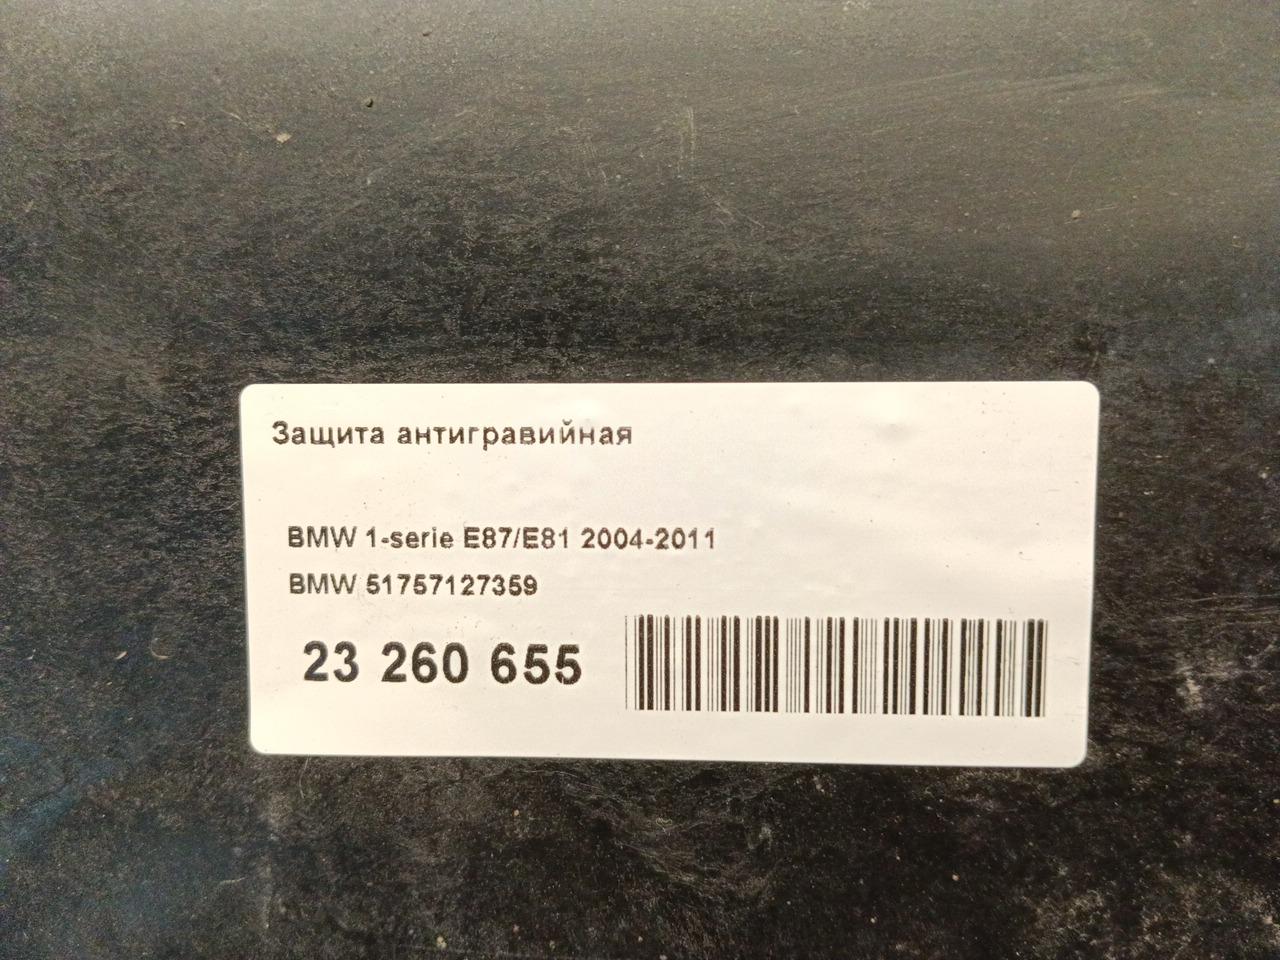 Защита антигравийная
BMW 1-serie E87/E81 2004-2011
BMW 51757127359
23 260 655